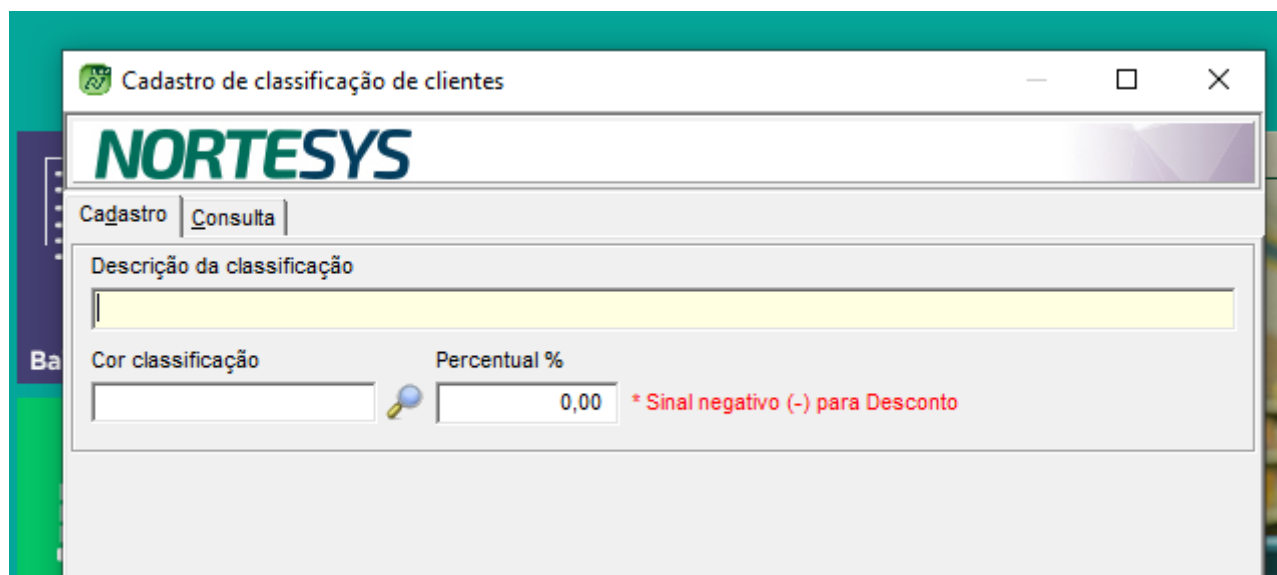 Cadastro de classificação de clientes
NORTESYS
Cadastro Consulta
Descrição da classificação
Ba
Cor classificação Percentual %
0,00 * Sinal negativo (-) para Desconto